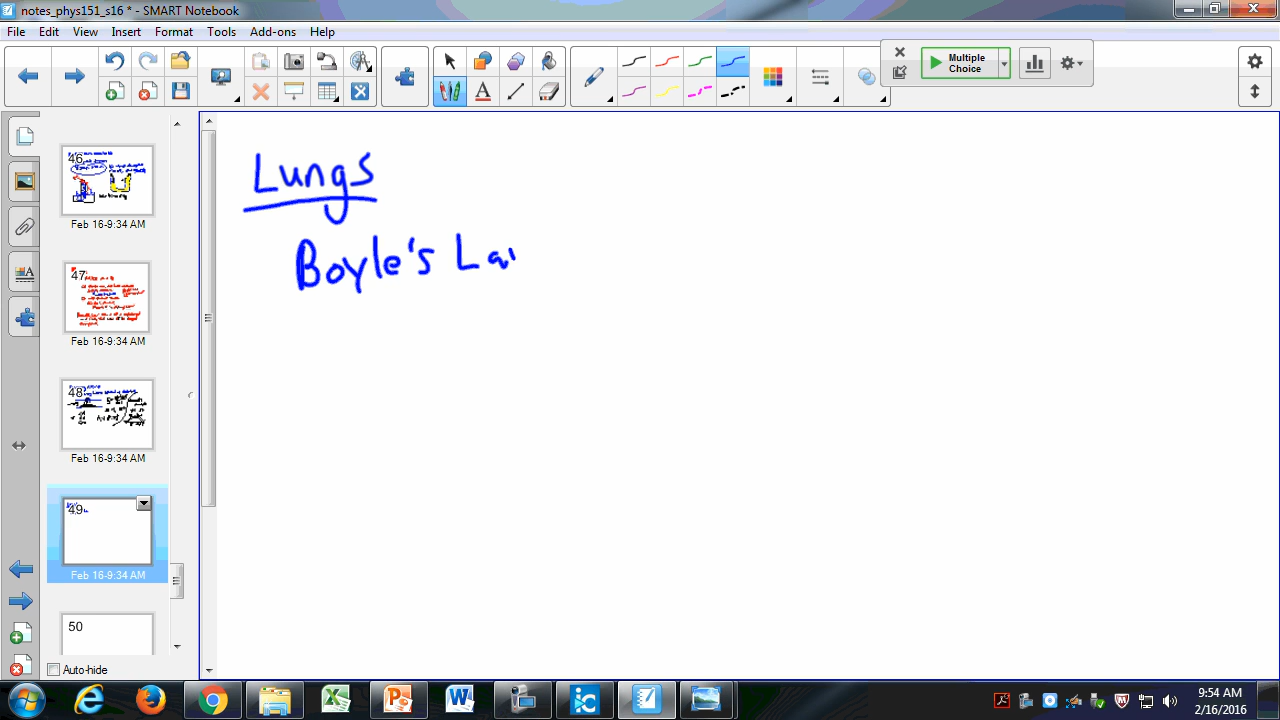 notes_phys151_s16 * - SMART Notebook
File Edit View Insert Format Tools Add-ons Help
Multiple
Choice
Lungs
Boyle's La
46
Feb 16-9:34 AM
47
Feb 16-9:34 AM
48
Feb 16-9:34 AM
49
Feb 16-9:34 AM
50
Auto-hide
9:54 AM
2/16/2016